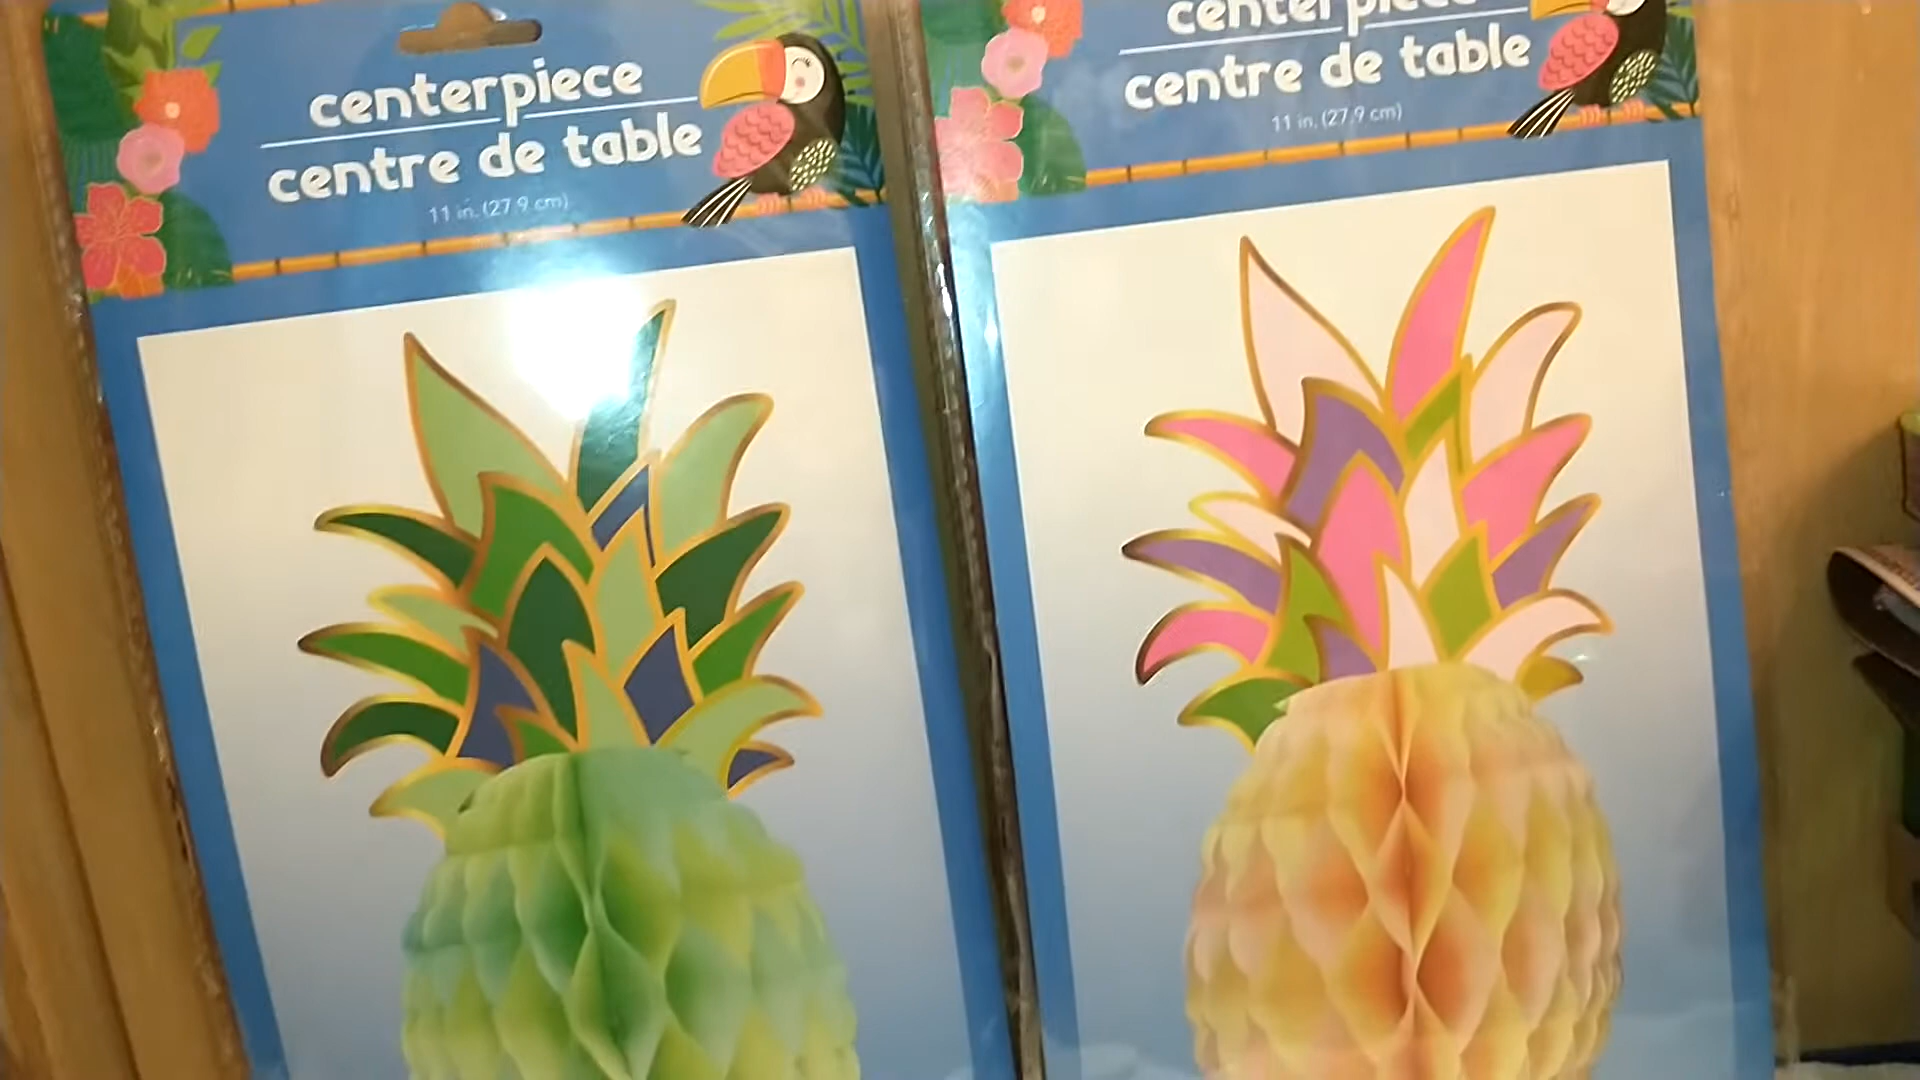 centerpiece
centre de table
11 in. (27.9 cm)
centerpiece
centre de table
11 in. (27.9 cm)